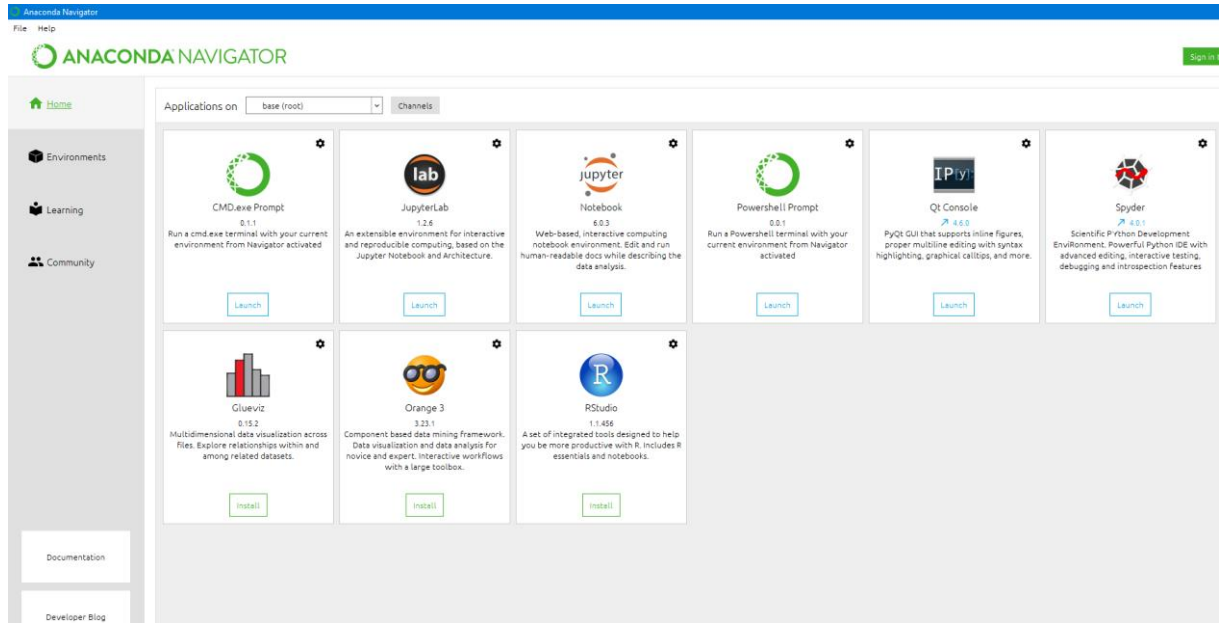 Anaconda Navigator
File Help
ANACONDA NAVIGATOR
Sign in
Home
Environments
Learning
Community
Documentation
Developer Blog
Applications on base (root) Channels
CMD.exe Prompt
0.1.1
Run a cmd.exe terminal with your current
environment from Navigator activated
Launch
lab
JupyterLab
1.2.6
An extensible environment for interactive
and reproducible computing, based on the
Jupyter Notebook and Architecture.
Launch
jupyter
Notebook
6.0.3
Web-based, interactive computing
notebook environment. Edit and run
human-readable docs while describing the
data analysis.
Launch
Powershell Prompt
0.0.1
Run a Powershell terminal with your
current environment from Navigator
activated
Launch
IP[y]:
Qt Console
4.6.0
PyQt GUI that supports inline figures,
proper multiline editing with syntax
highlighting, graphical calltips, and more.
Launch
Spyder
4.0.1
Scientific PYthon Development
EnviRonment. Powerful Python IDE with
advanced editing, interactive testing,
debugging and introspection features
Launch
Glueviz
0.15.2
Multidimensional data visualization across
files. Explore relationships within and
among related datasets.
Install
Orange 3
3.23.1
Component based data mining framework.
Data visualization and data analysis for
novice and expert. Interactive workflows
with a large toolbox.
Install
R
RStudio
1.1.456
A set of integrated tools designed to help
you be more productive with R. Includes R
essentials and notebooks.
Install